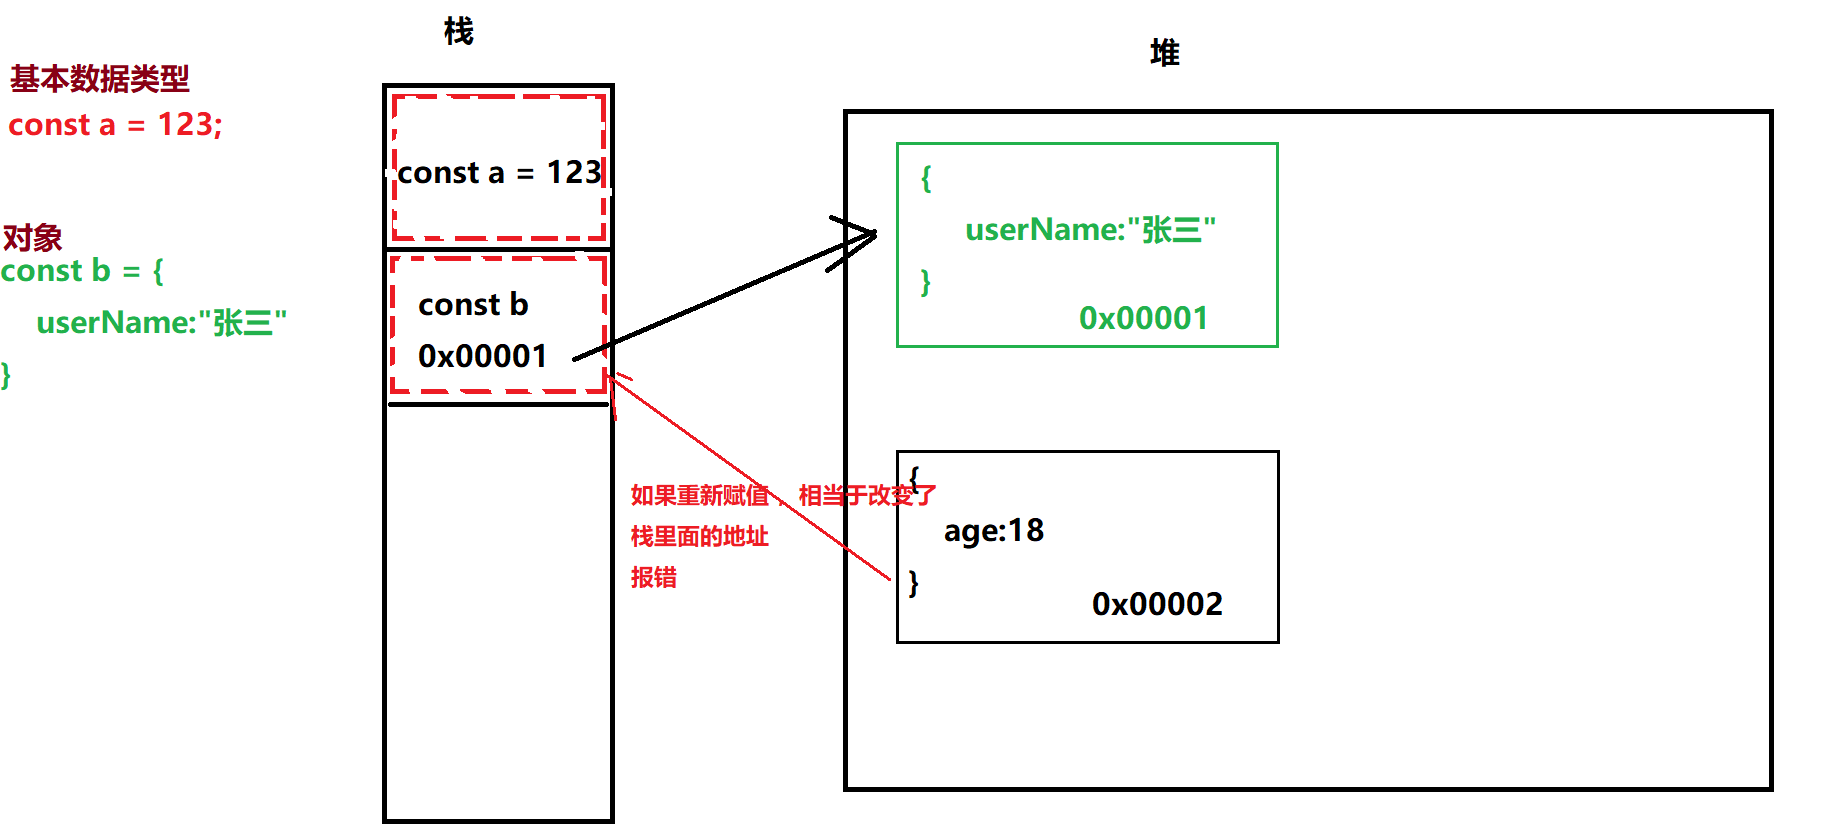 栈
堆
基本数据类型
const a = 123;
对象
const b = {
userName:"张三"
}
const a = 123
const b
0x00001
{
userName:"张三"
}
0x00001
如果重新赋值，相当于改变了
栈里面的地址
报错
{
age:18
}
0x00002